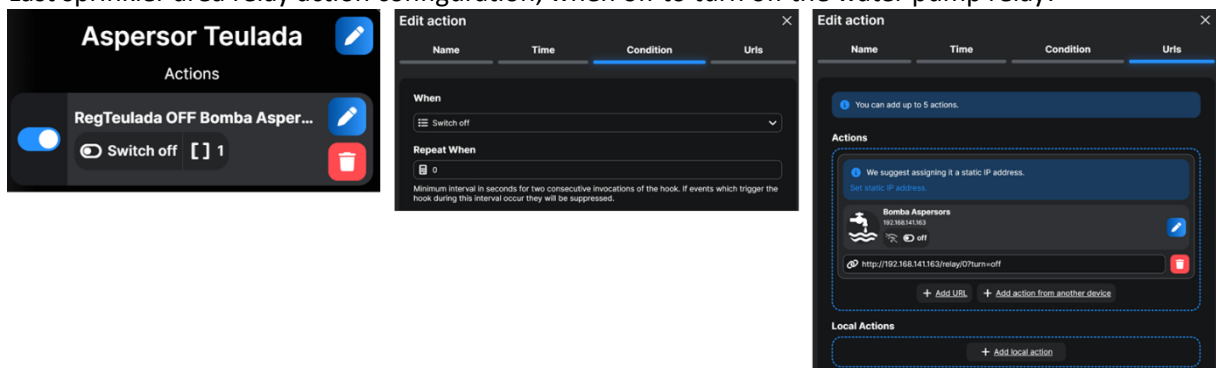 Last sprinkler area relay action configuration, when off to turn off the water pump relay:
Aspersor Teulada
Actions
RegTeulada OFF Bomba Asper...
Switch off [ ] 1
Edit action
Name Time Condition Urls
When
Switch off
Repeat When
0
Minimum interval in seconds for two consecutive invocations of the hook. If events which trigger the
hook during this interval occur they will be suppressed.
Edit action
Name Time Condition Urls
You can add up to 5 actions.
Actions
We suggest assigning it a static IP address.
Set static IP address.
Bomba Aspersors
192.168.141.163
off
http://192.168.141.163/relay/0?turn=off
+ Add URL + Add action from another device
Local Actions
+ Add local action